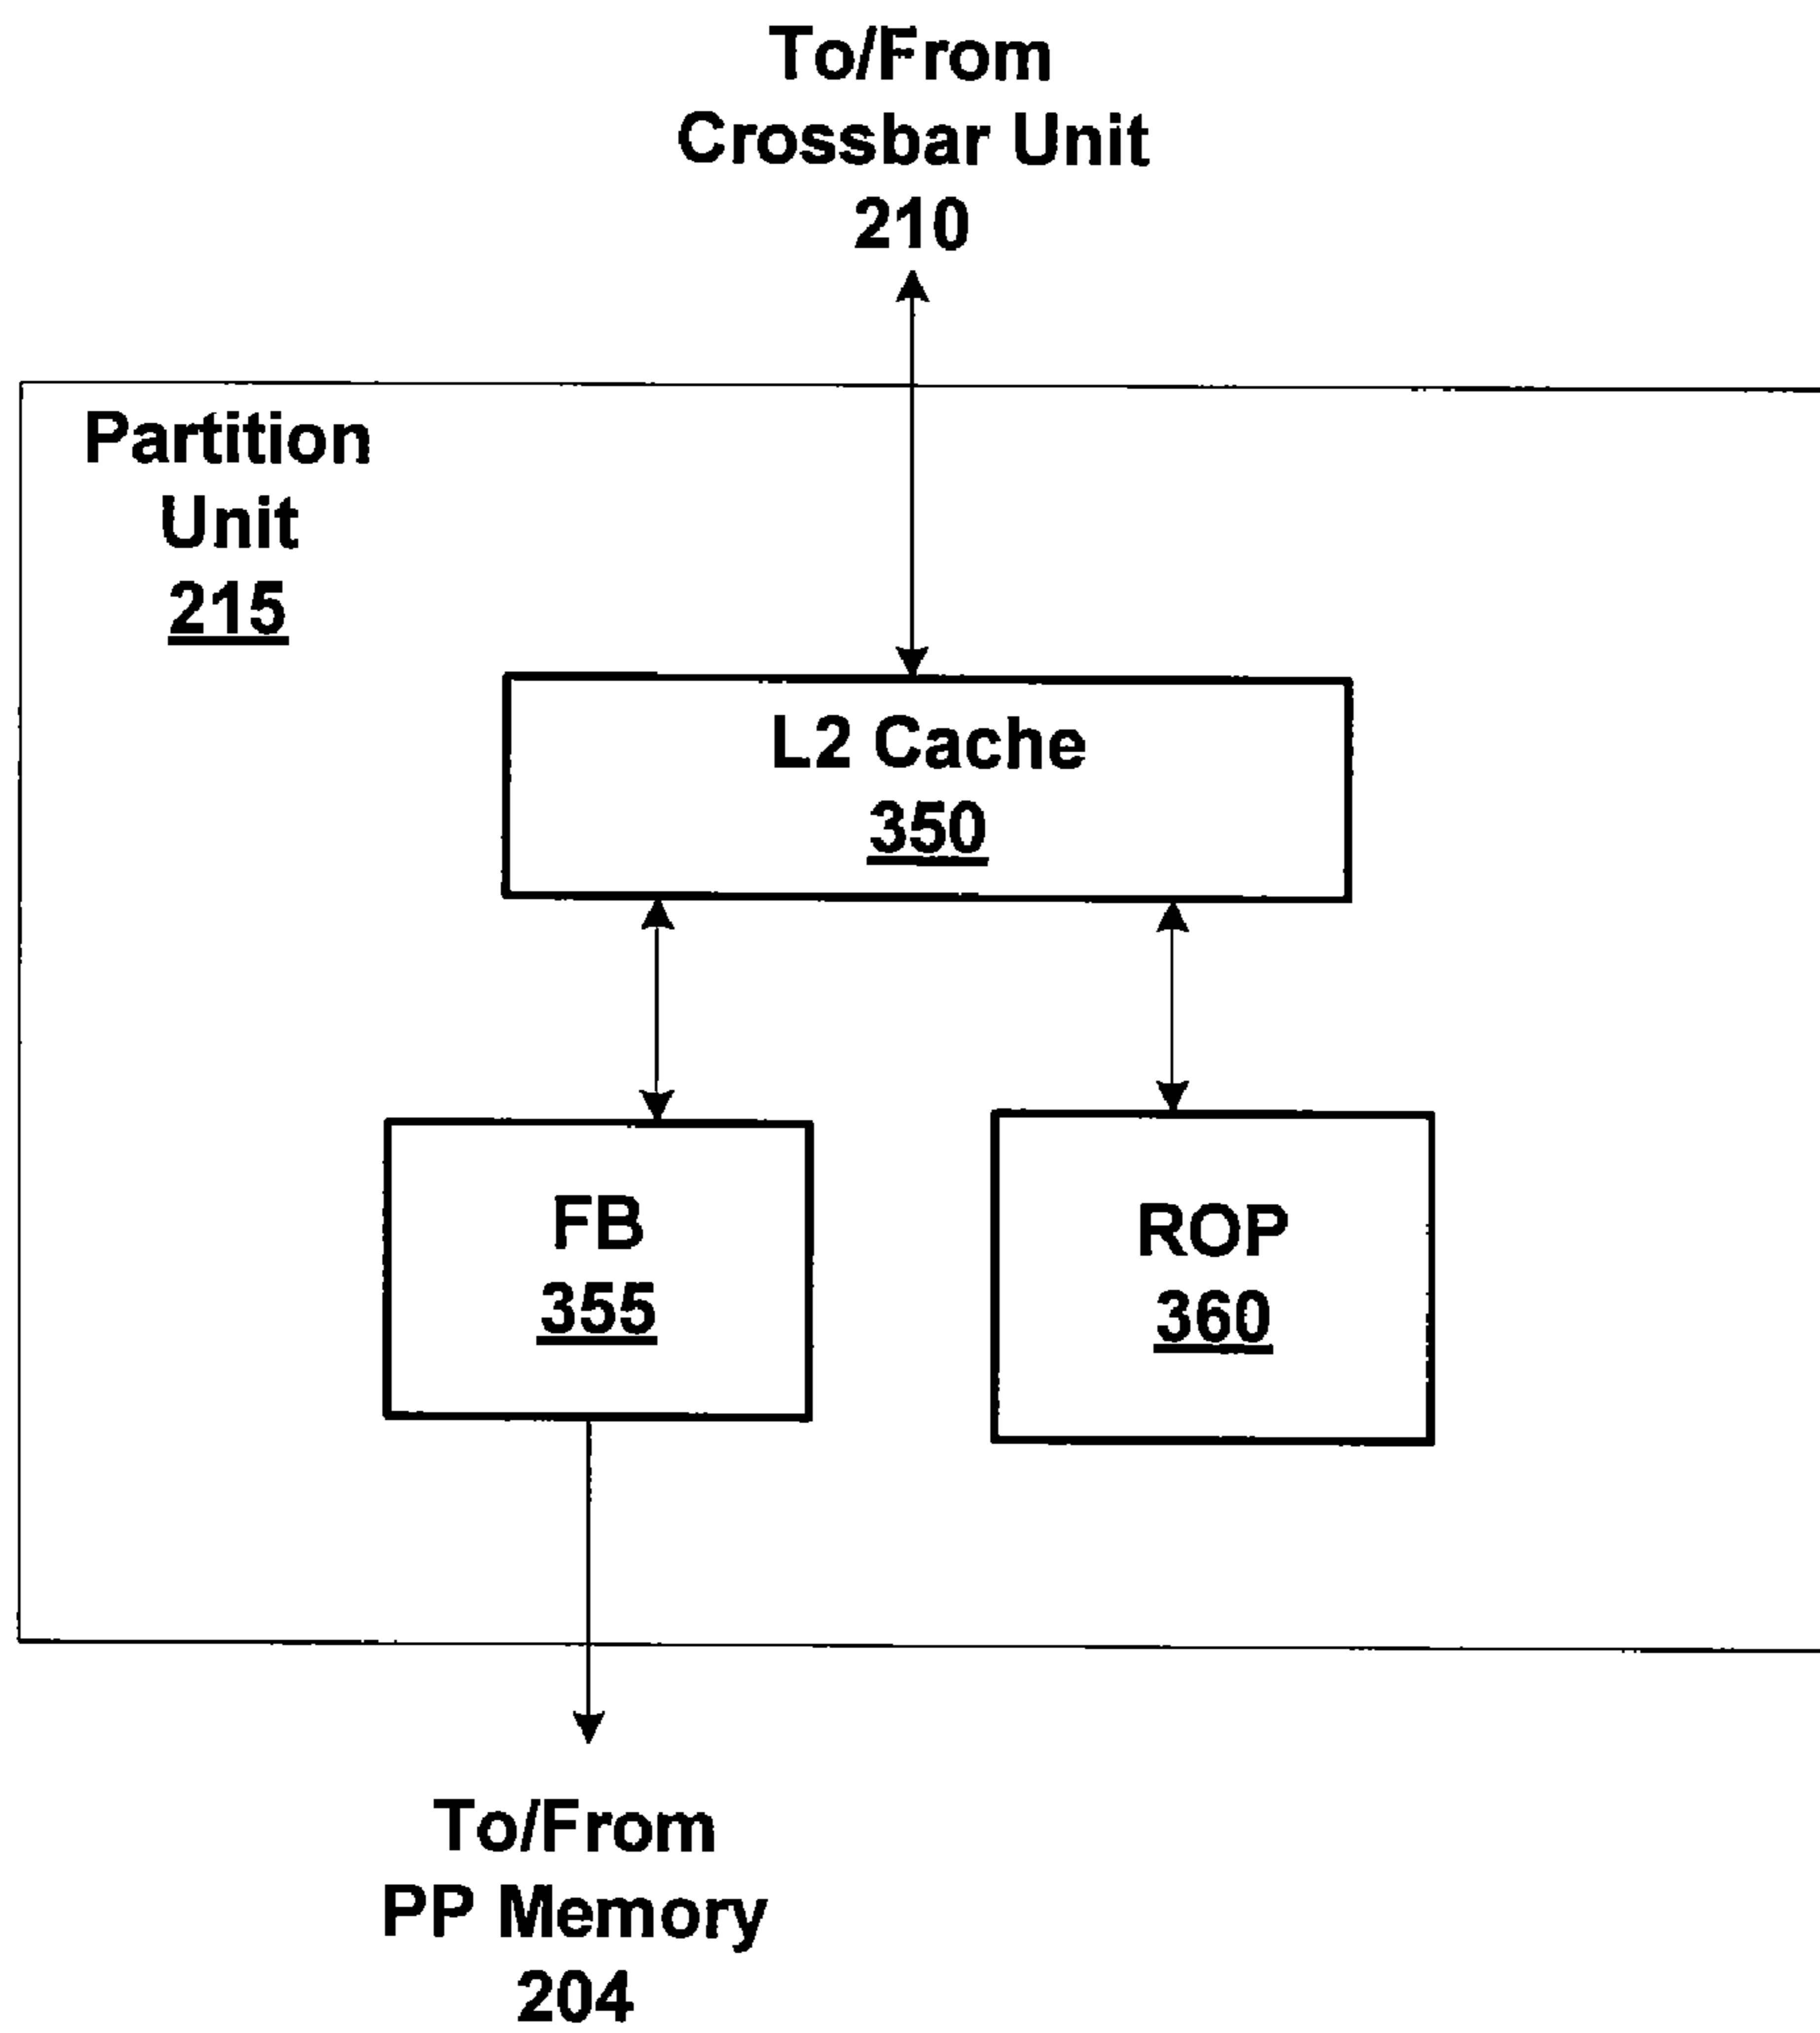 To/From
Crossbar Unit
210
Partition
Unit
215
L2 Cache
350
FB
355
ROP
360
To/From
PP Memory
204